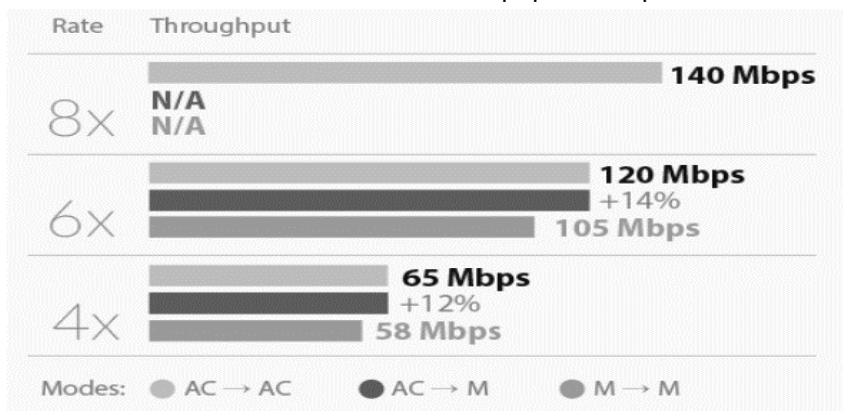 Rate Throughput
8x
140 Mbps
N/A
N/A
6x
120 Mbps
+14%
105 Mbps
4x
65 Mbps
+12%
58 Mbps
Modes: AC → AC AC → M M → M